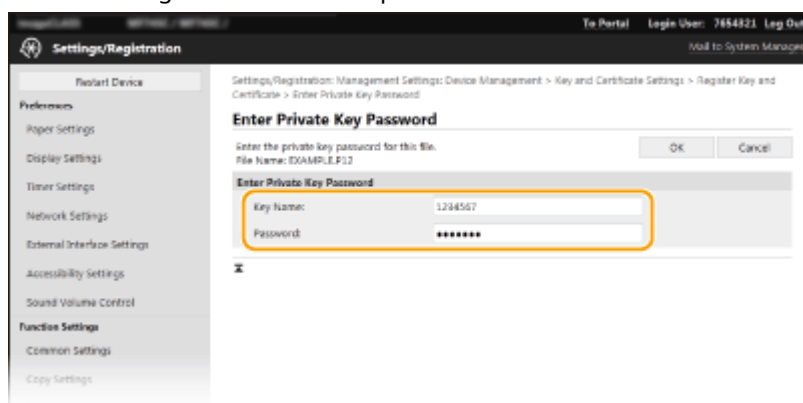 To Portal Login User: 7654321 Log Out
Settings/Registration
Mail to System Manager
Restart Device
Settings/Registration: Management Settings: Device Management > Key and Certificate Settings > Register Key and
Certificate > Enter Private Key Password
Preferences
Paper Settings
Enter Private Key Password
Enter the private key password for this file.
File Name: EXAMPLE.P12
OK Cancel
Display Settings
Timer Settings
Enter Private Key Password
Key Name: 1234567
Network Settings
Password: •••••••
External Interface Settings
Accessibility Settings
Sound Volume Control
Function Settings
Common Settings
Copy Settings